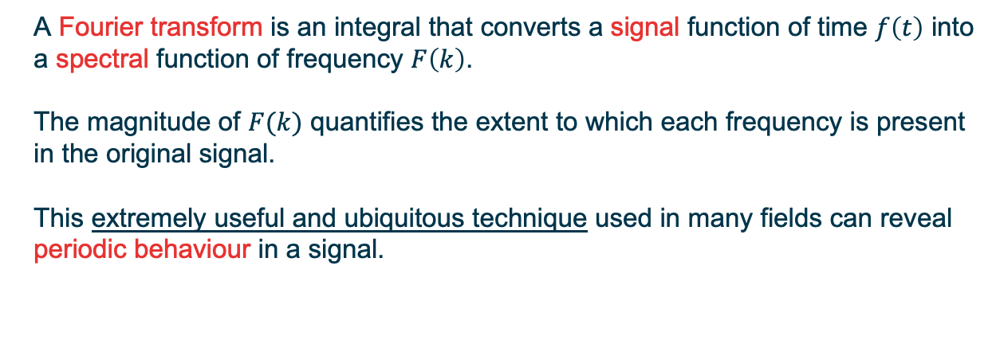 A Fourier transform is an integral that converts a signal function of time f(t) into
a spectral function of frequency F(k).
The magnitude of F(k) quantifies the extent to which each frequency is present
in the original signal.
This extremely useful and ubiquitous technique used in many fields can reveal
periodic behaviour in a signal.